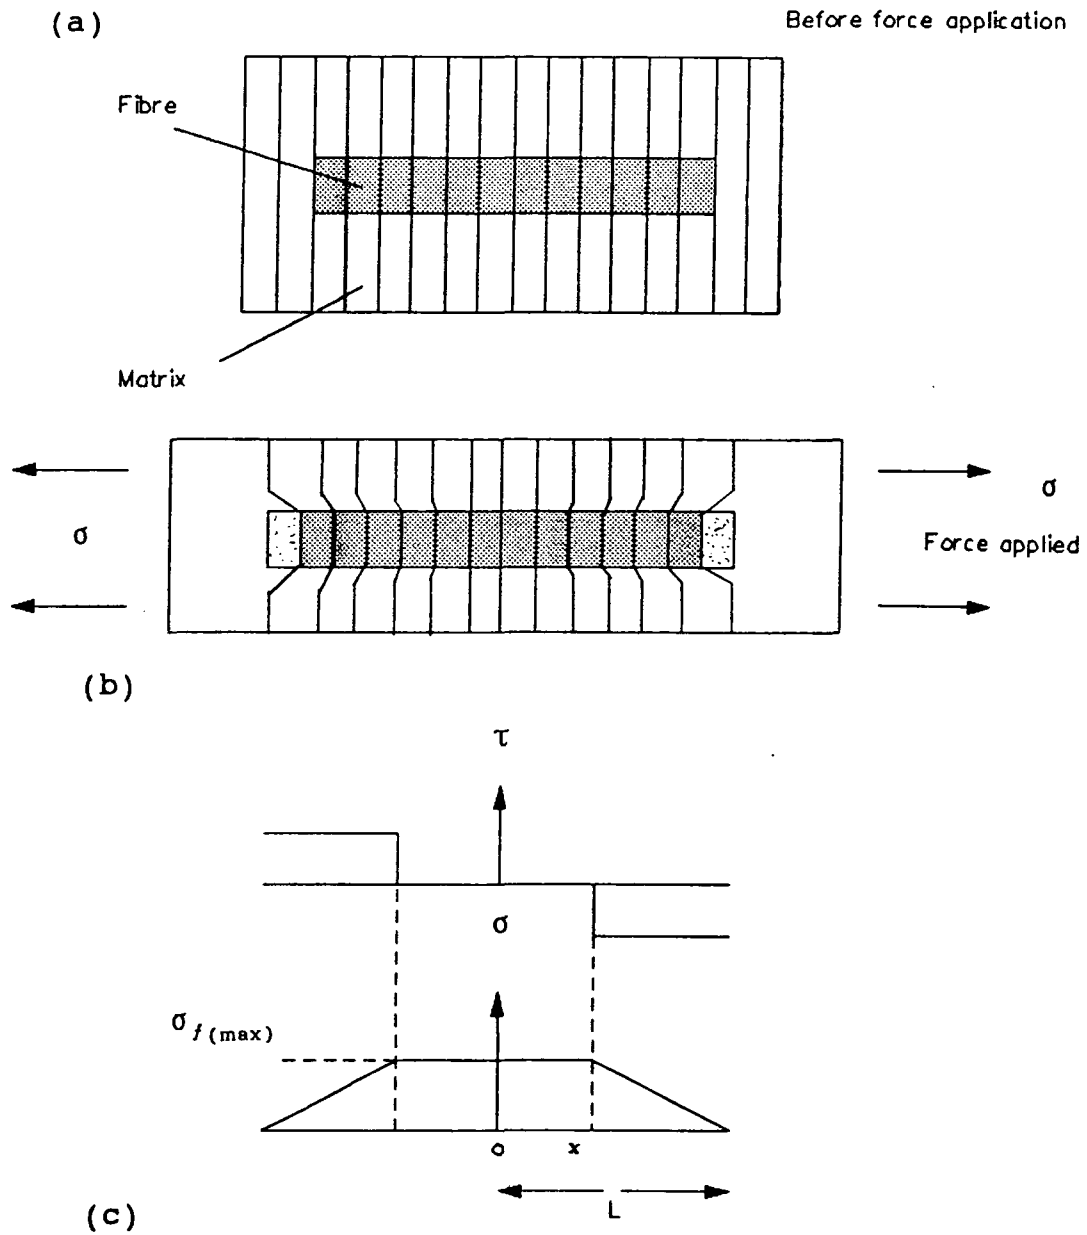 (a)
Before force application
Fibre
Matrix
σ
σ
Force applied
(b)
τ
σ
σ f(max)
o x
L
(c)